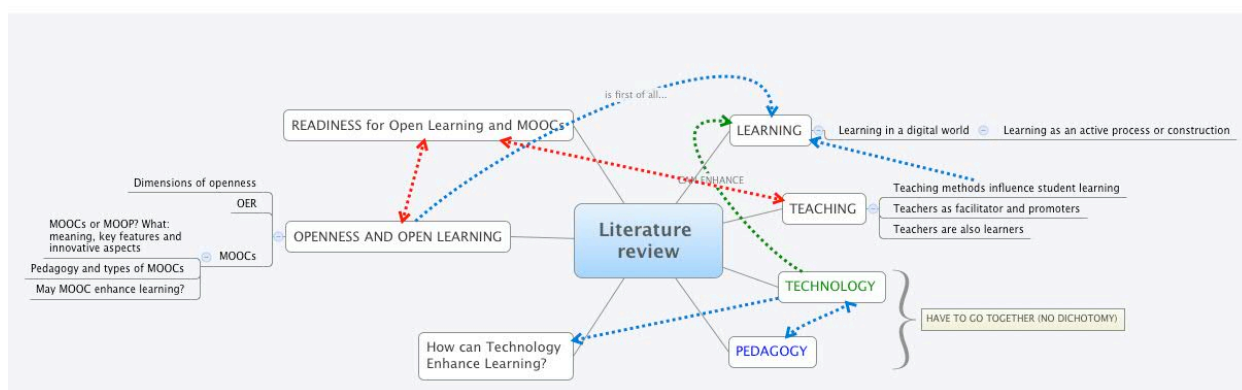 is first of all...
READINESS for Open Learning and MOOCs
LEARNING
Learning in a digital world
Learning as an active process or construction
CAN ENHANCE
Dimensions of openness
OER
MOOCs or MOOP? What:
meaning, key features and
innovative aspects
MOOCs
Pedagogy and types of MOOCs
May MOOC enhance learning?
OPENNESS AND OPEN LEARNING
Literature
review
TEACHING
Teaching methods influence student learning
Teachers as facilitator and promoters
Teachers are also learners
TECHNOLOGY
HAVE TO GO TOGETHER (NO DICHOTOMY)
How can Technology
Enhance Learning?
PEDAGOGY